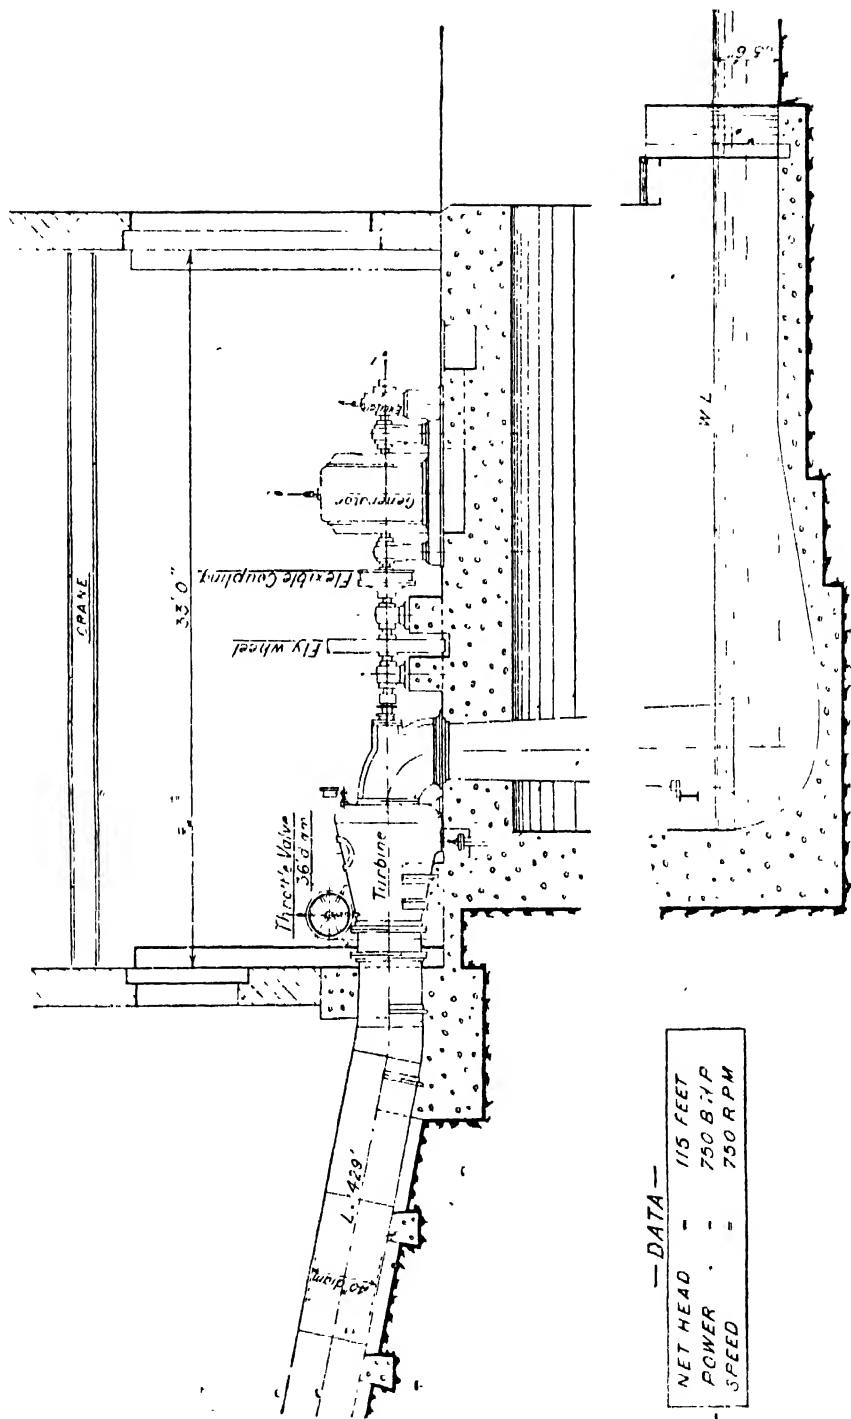 CRANE
33'0"
Throttle Valve
36" diam
Turbine
Fly wheel
Flexible Coupling
Generator
Exciter
W L
L. 429'
40" diam
—DATA—
NET HEAD - 115 FEET
POWER - - 750 B.H.P
SPEED = 750 RPM